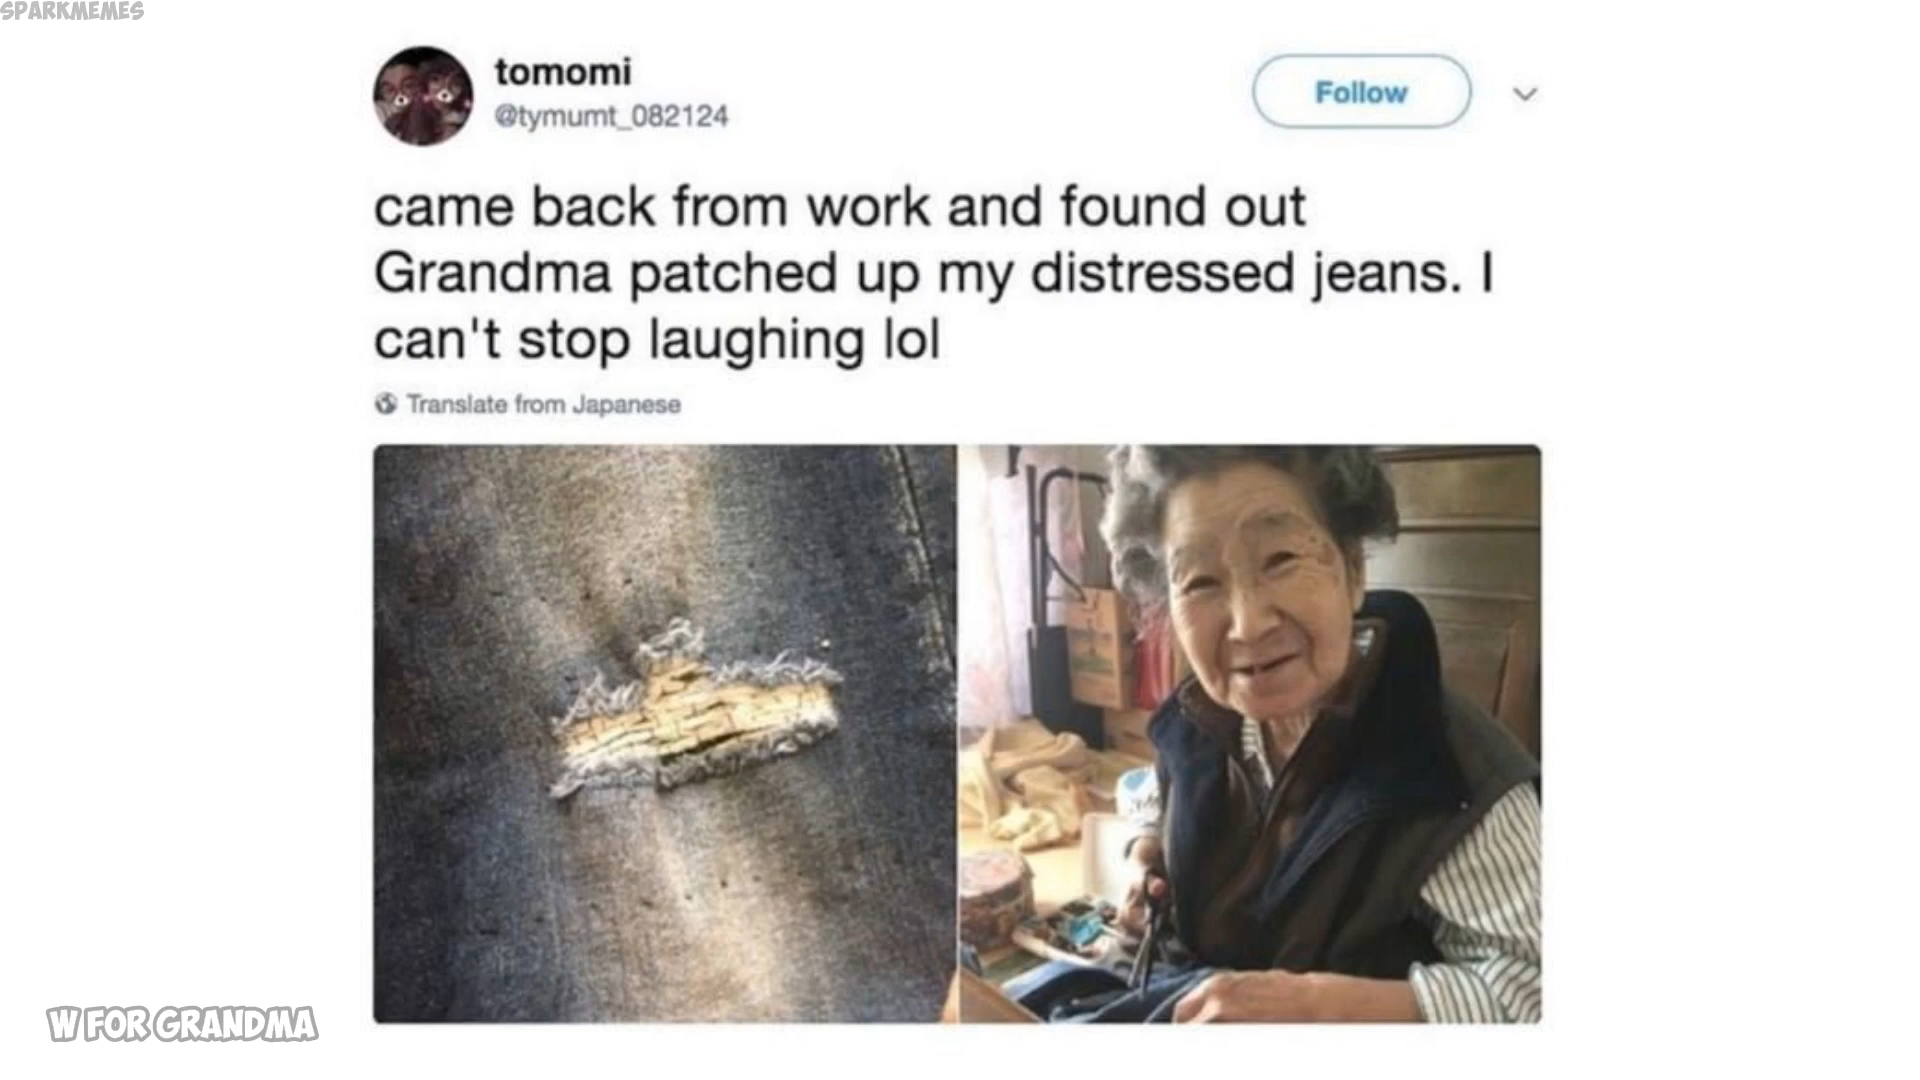 SPARKMEMES
tomomi
@tymumt_082124
Follow
came back from work and found out
Grandma patched up my distressed jeans. I
can't stop laughing lol
Translate from Japanese
W FOR GRANDMA